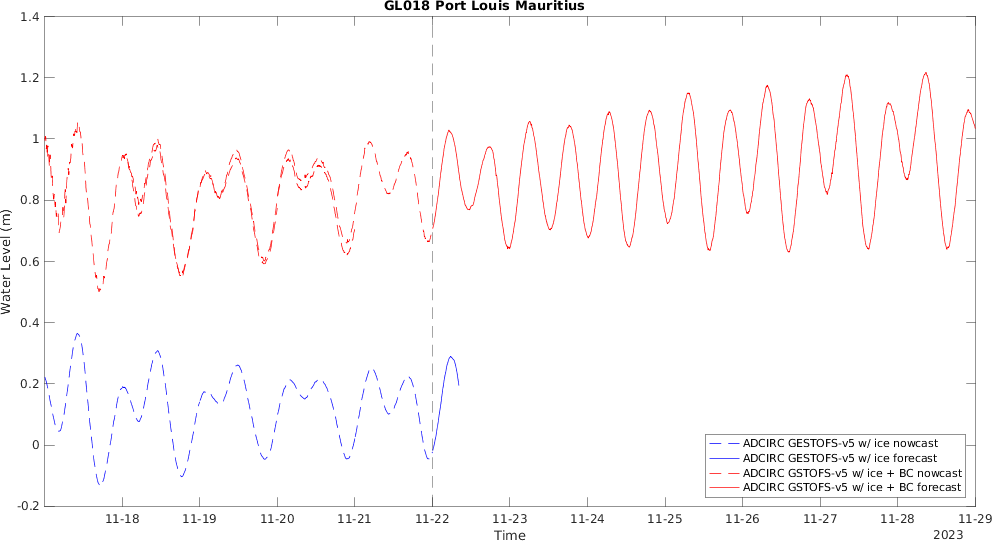 GL018 Port Louis Mauritius
Water Level (m)
1.4
1.2
1
0.8
0.6
0.4
0.2
0
-0.2
ADCIRC GESTOFS-v5 w/ ice nowcast
ADCIRC GESTOFS-v5 w/ ice forecast
ADCIRC GSTOFS-v5 w/ ice + BC nowcast
ADCIRC GSTOFS-v5 w/ ice + BC forecast
11-18 11-19 11-20 11-21 11-22 11-23 11-24 11-25 11-26 11-27 11-28 11-29
Time
2023